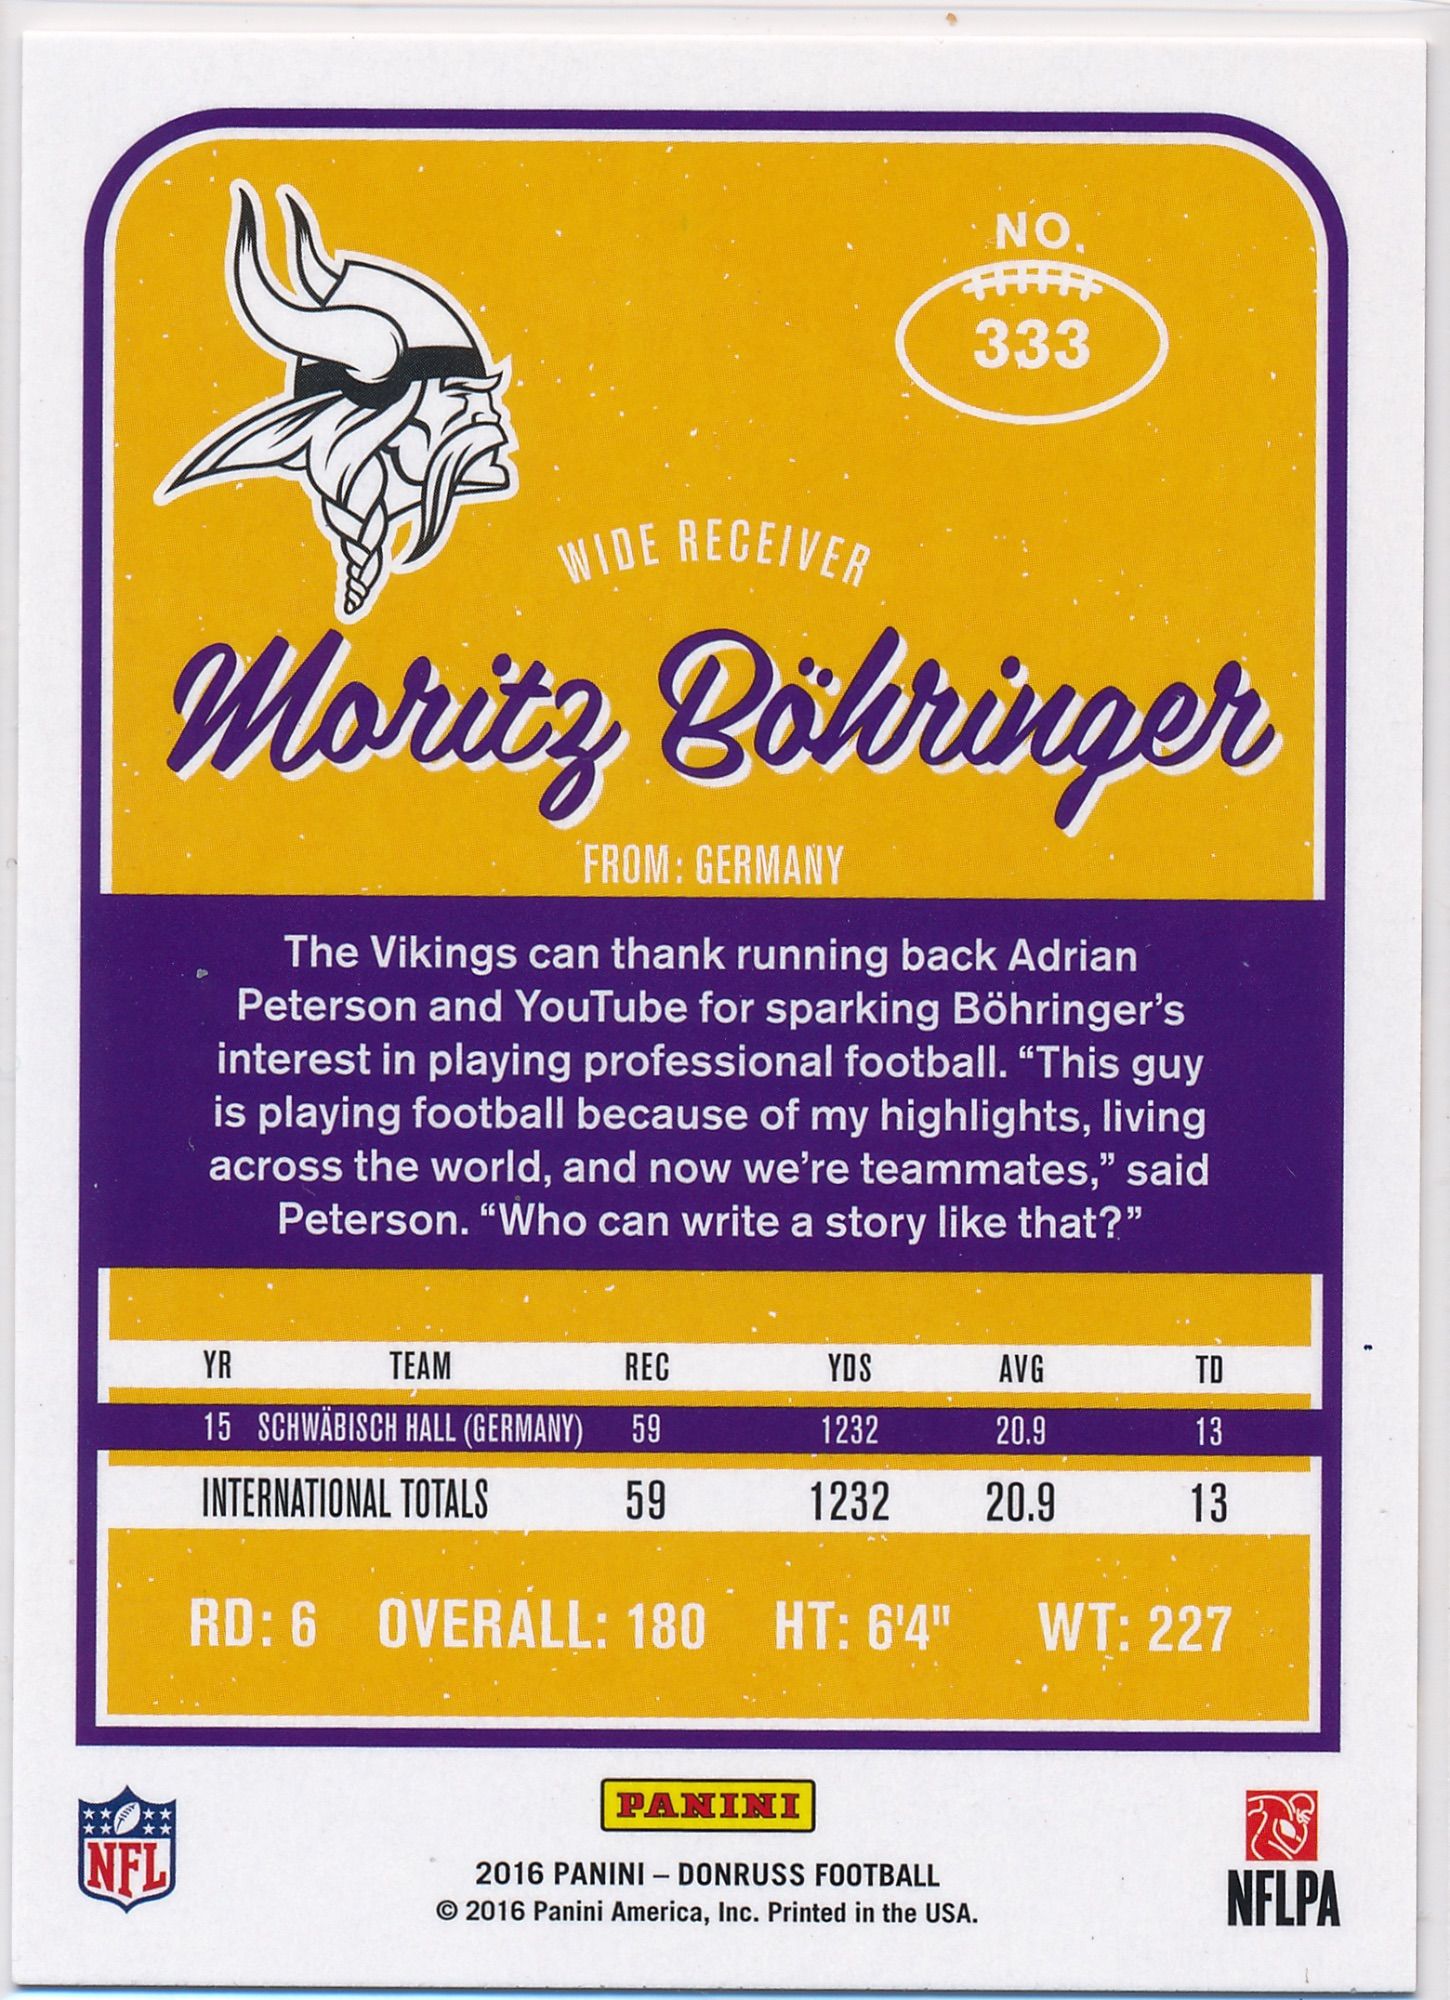 NO.
333
WIDE RECEIVER
Moritz Böhringer
FROM: GERMANY
The Vikings can thank running back Adrian
Peterson and YouTube for sparking Böhringer’s
interest in playing professional football. “This guy
is playing football because of my highlights, living
across the world, and now we’re teammates,” said
Peterson. “Who can write a story like that?”
YR TEAM REC YDS AVG TD
15 SCHWÄBISCH HALL (GERMANY) 59 1232 20.9 13
INTERNATIONAL TOTALS 59 1232 20.9 13
RD: 6 OVERALL: 180 HT: 6'4" WT: 227
NFL
PANINI
2016 PANINI – DONRUSS FOOTBALL
© 2016 Panini America, Inc. Printed in the USA.
NFLPA